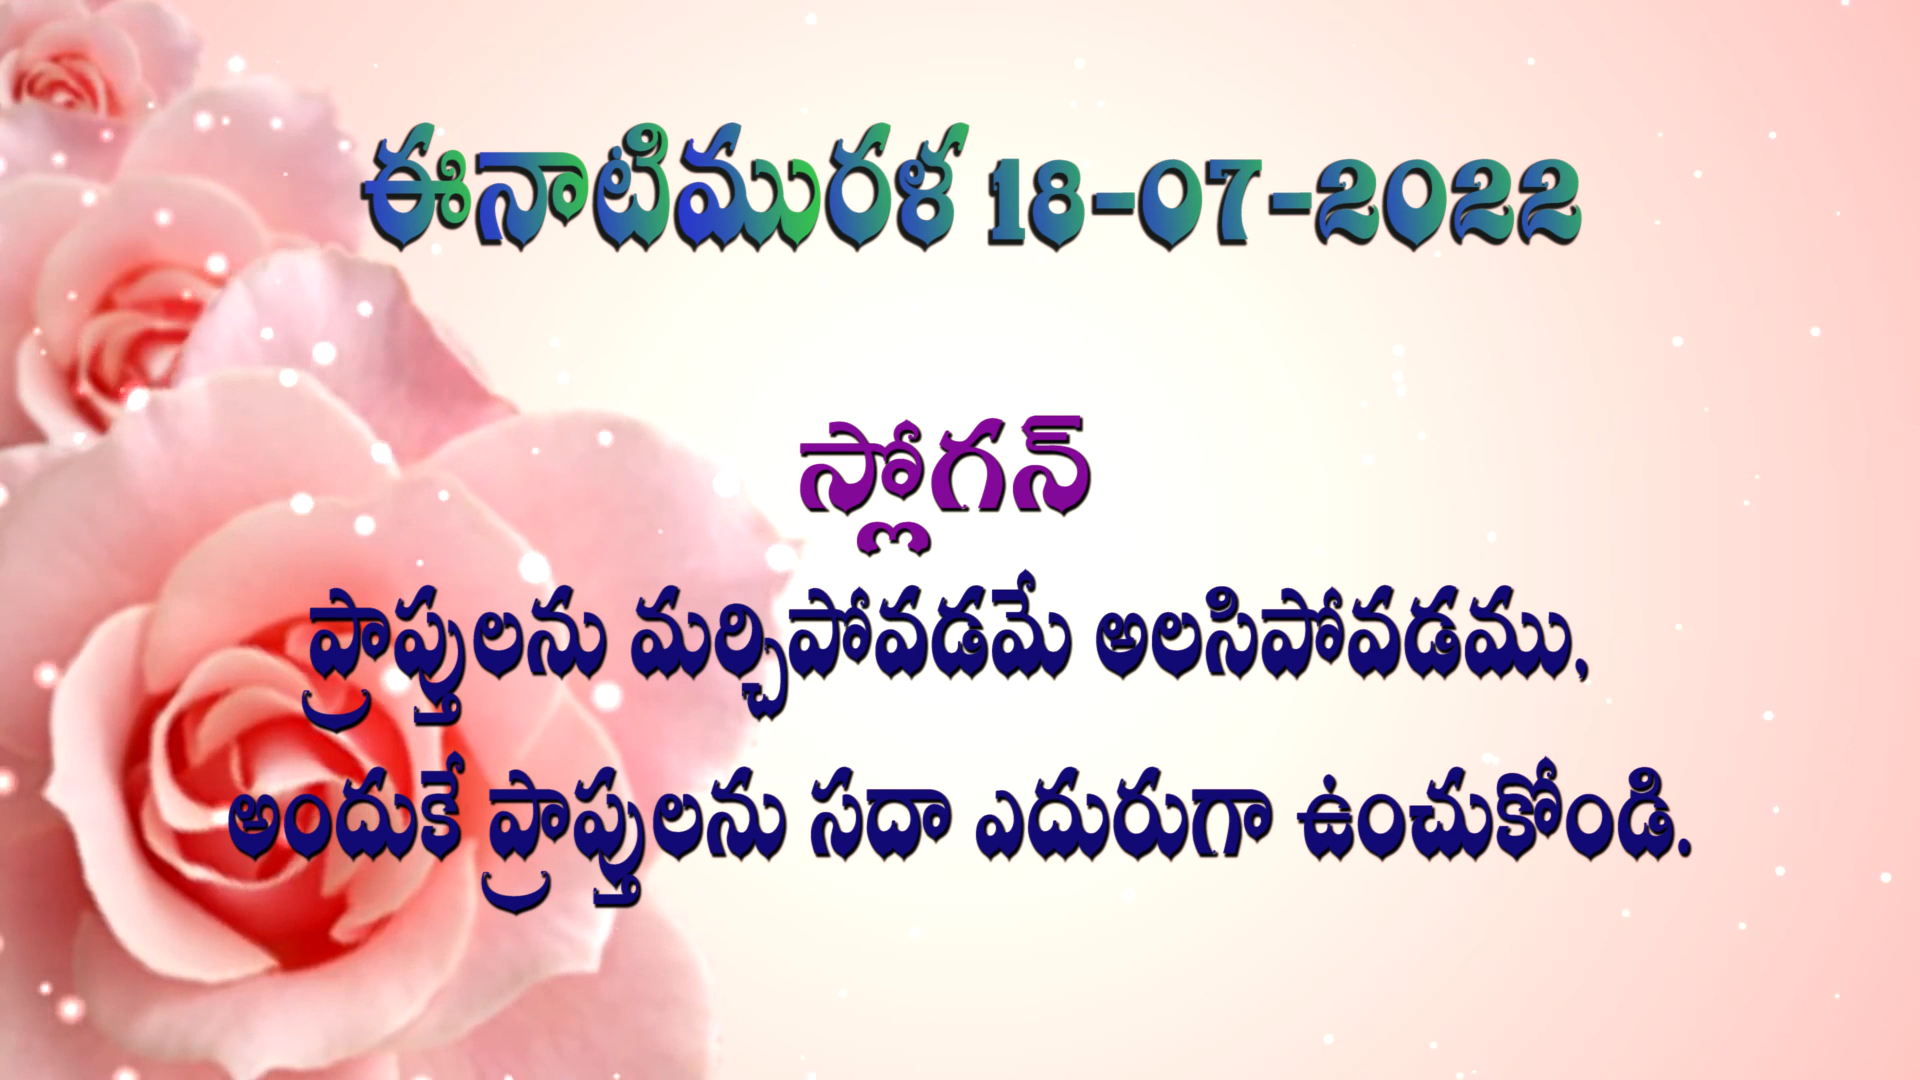 ఈనాటిమురళ 18-07-2022
స్లోగన్
ప్రాప్తులను మర్చిపోవడమే అలసిపోవడము,
అందుకే ప్రాప్తులను సదా ఎదురుగా ఉంచుకోండి.